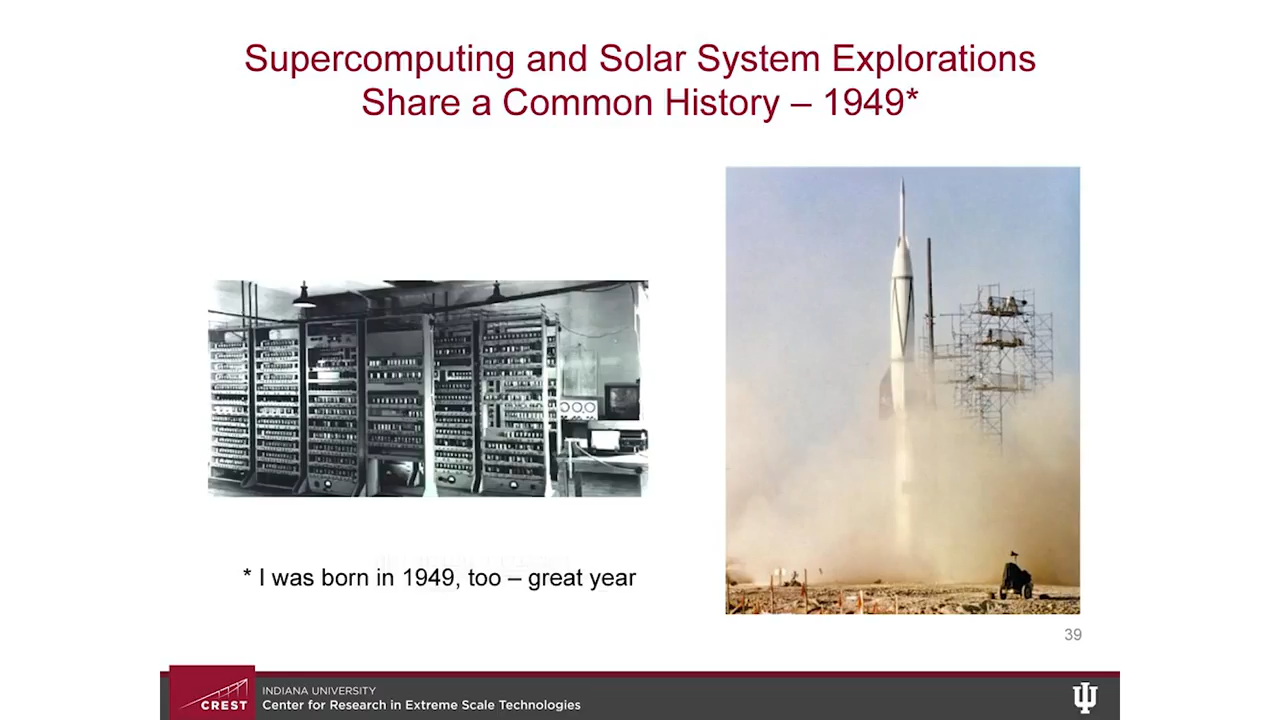 Supercomputing and Solar System Explorations
Share a Common History – 1949*
* I was born in 1949, too – great year
39
CREST
INDIANA UNIVERSITY
Center for Research in Extreme Scale Technologies